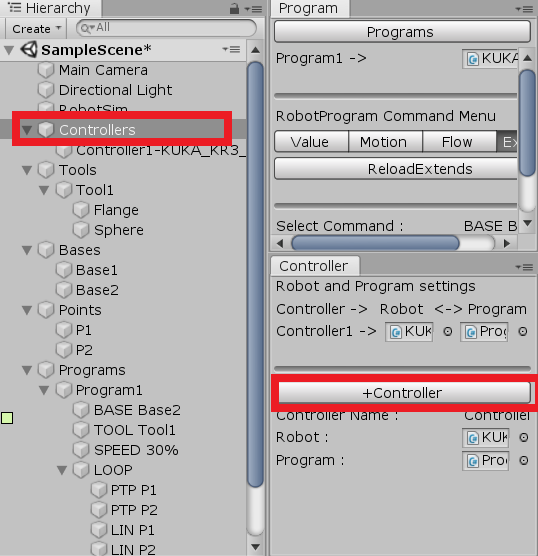 Hierarchy
Create
All
SampleScene*
Main Camera
Directional Light
RobotSim
Controllers
Controller1-KUKA_KR3_
Tools
Tool1
Flange
Sphere
Bases
Base1
Base2
Points
P1
P2
Programs
Program1
BASE Base2
TOOL Tool1
SPEED 30%
LOOP
PTP P1
PTP P2
LIN P1
LIN P2
Program
Programs
Program1 -> KUKA
RobotProgram Command Menu
Value Motion Flow Ex
ReloadExtends
Select Command : BASE B
Controller
Robot and Program settings
Controller -> Robot <-> Program
Controller1 -> KUK Prog
+Controller
Controller Name : Controller
Robot : KUK
Program : Pro